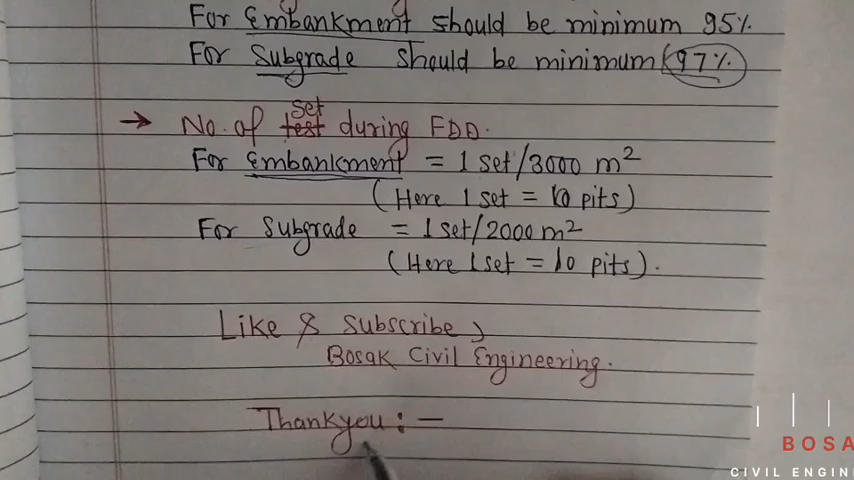 For Embankment should be minimum 95%.
For Subgrade should be minimum (97%.)
→ No. of test set during FDD.
For Embankment = 1 set/3000 m²
(Here 1 set = 10 pits)
For Subgrade = 1 set/2000 m²
(Here 1 set = 10 pits).
Like & Subscribe,
Bosak Civil Engineering.
Thankyou : —
BOSA
CIVIL ENGIN